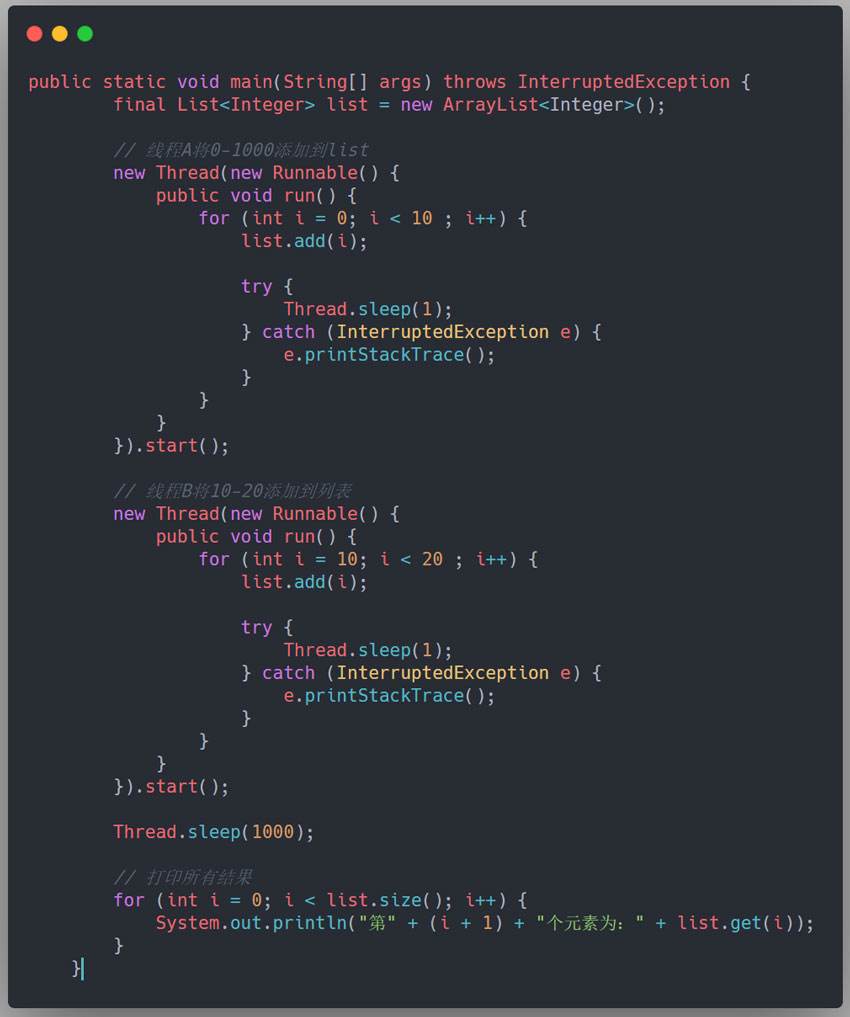 public static void main(String[] args) throws InterruptedException {
        final List<Integer> list = new ArrayList<Integer>();

        // 线程A将0-1000添加到list
        new Thread(new Runnable() {
            public void run() {
                for (int i = 0; i < 10 ; i++) {
                    list.add(i);

                    try {
                        Thread.sleep(1);
                    } catch (InterruptedException e) {
                        e.printStackTrace();
                    }
                }
            }
        }).start();

        // 线程B将10-20添加到列表
        new Thread(new Runnable() {
            public void run() {
                for (int i = 10; i < 20 ; i++) {
                    list.add(i);

                    try {
                        Thread.sleep(1);
                    } catch (InterruptedException e) {
                        e.printStackTrace();
                    }
                }
            }
        }).start();

        Thread.sleep(1000);

        // 打印所有结果
        for (int i = 0; i < list.size(); i++) {
            System.out.println("第" + (i + 1) + "个元素为：" + list.get(i));
        }
    }